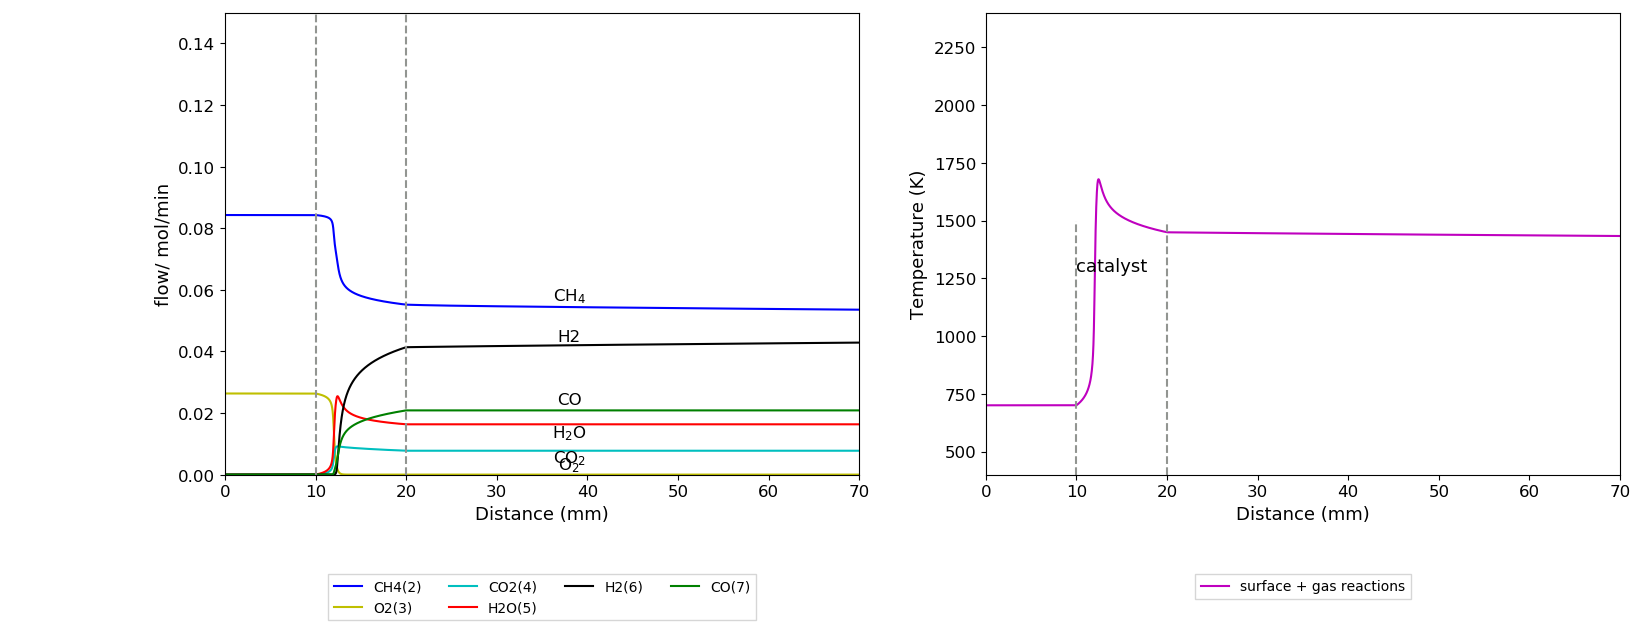 0.14
0.12
0.10
0.08
0.06
0.04
0.02
0.00
flow/ mol/min
CH₄
H2
CO
H₂O
CO₂
O₂
0 10 20 30 40 50 60 70
Distance (mm)
CH4(2) CO2(4) H2(6) CO(7)
O2(3) H2O(5)
2250
2000
1750
1500
1250
1000
750
500
Temperature (K)
catalyst
0 10 20 30 40 50 60 70
Distance (mm)
surface + gas reactions